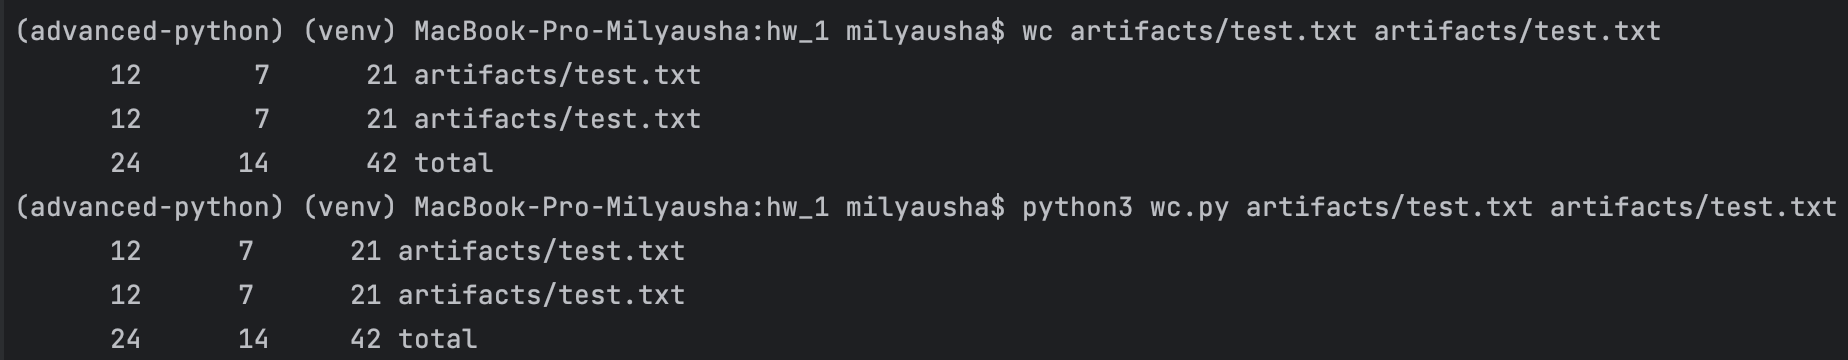 (advanced-python) (venv) MacBook-Pro-Milyausha:hw_1 milyausha$ wc artifacts/test.txt artifacts/test.txt
      12       7      21 artifacts/test.txt
      12       7      21 artifacts/test.txt
      24      14      42 total
(advanced-python) (venv) MacBook-Pro-Milyausha:hw_1 milyausha$ python3 wc.py artifacts/test.txt artifacts/test.txt
      12      7      21 artifacts/test.txt
      12      7      21 artifacts/test.txt
      24      14     42 total